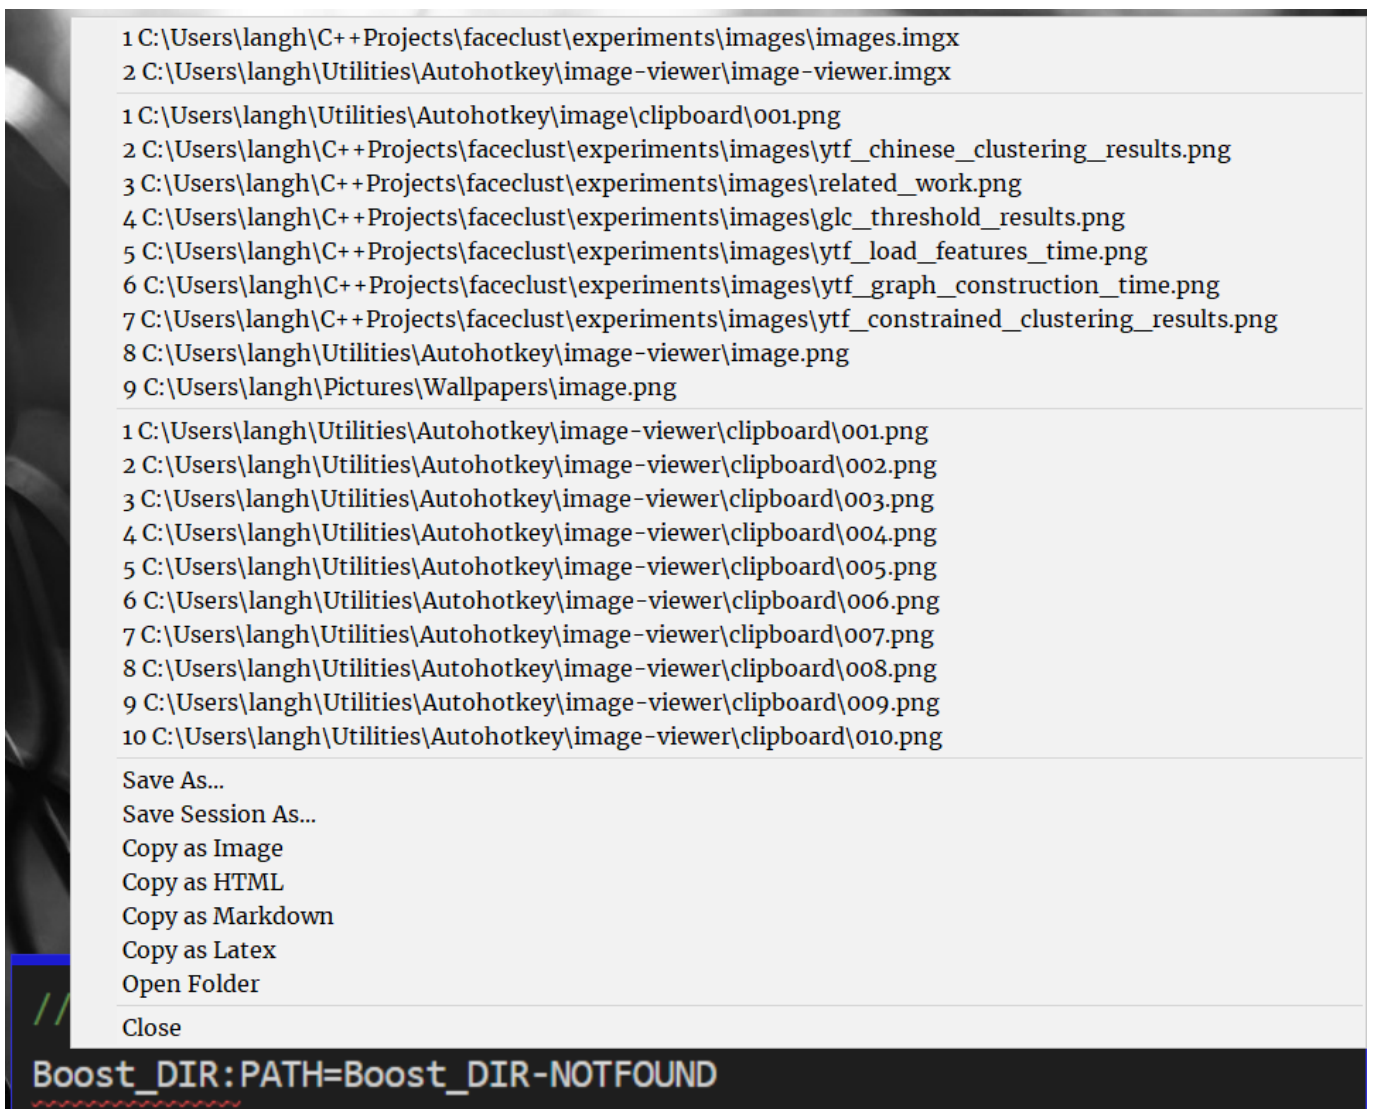 1 C:\Users\langh\C++Projects\faceclust\experiments\images\images.imgx
2 C:\Users\langh\Utilities\Autohotkey\image-viewer\image-viewer.imgx
1 C:\Users\langh\Utilities\Autohotkey\image\clipboard\001.png
2 C:\Users\langh\C++Projects\faceclust\experiments\images\ytf_chinese_clustering_results.png
3 C:\Users\langh\C++Projects\faceclust\experiments\images\related_work.png
4 C:\Users\langh\C++Projects\faceclust\experiments\images\glc_threshold_results.png
5 C:\Users\langh\C++Projects\faceclust\experiments\images\ytf_load_features_time.png
6 C:\Users\langh\C++Projects\faceclust\experiments\images\ytf_graph_construction_time.png
7 C:\Users\langh\C++Projects\faceclust\experiments\images\ytf_constrained_clustering_results.png
8 C:\Users\langh\Utilities\Autohotkey\image-viewer\image.png
9 C:\Users\langh\Pictures\Wallpapers\image.png
1 C:\Users\langh\Utilities\Autohotkey\image-viewer\clipboard\001.png
2 C:\Users\langh\Utilities\Autohotkey\image-viewer\clipboard\002.png
3 C:\Users\langh\Utilities\Autohotkey\image-viewer\clipboard\003.png
4 C:\Users\langh\Utilities\Autohotkey\image-viewer\clipboard\004.png
5 C:\Users\langh\Utilities\Autohotkey\image-viewer\clipboard\005.png
6 C:\Users\langh\Utilities\Autohotkey\image-viewer\clipboard\006.png
7 C:\Users\langh\Utilities\Autohotkey\image-viewer\clipboard\007.png
8 C:\Users\langh\Utilities\Autohotkey\image-viewer\clipboard\008.png
9 C:\Users\langh\Utilities\Autohotkey\image-viewer\clipboard\009.png
10 C:\Users\langh\Utilities\Autohotkey\image-viewer\clipboard\010.png
Save As...
Save Session As...
Copy as Image
Copy as HTML
Copy as Markdown
Copy as Latex
Open Folder
Close
//
Boost_DIR:PATH=Boost_DIR-NOTFOUND